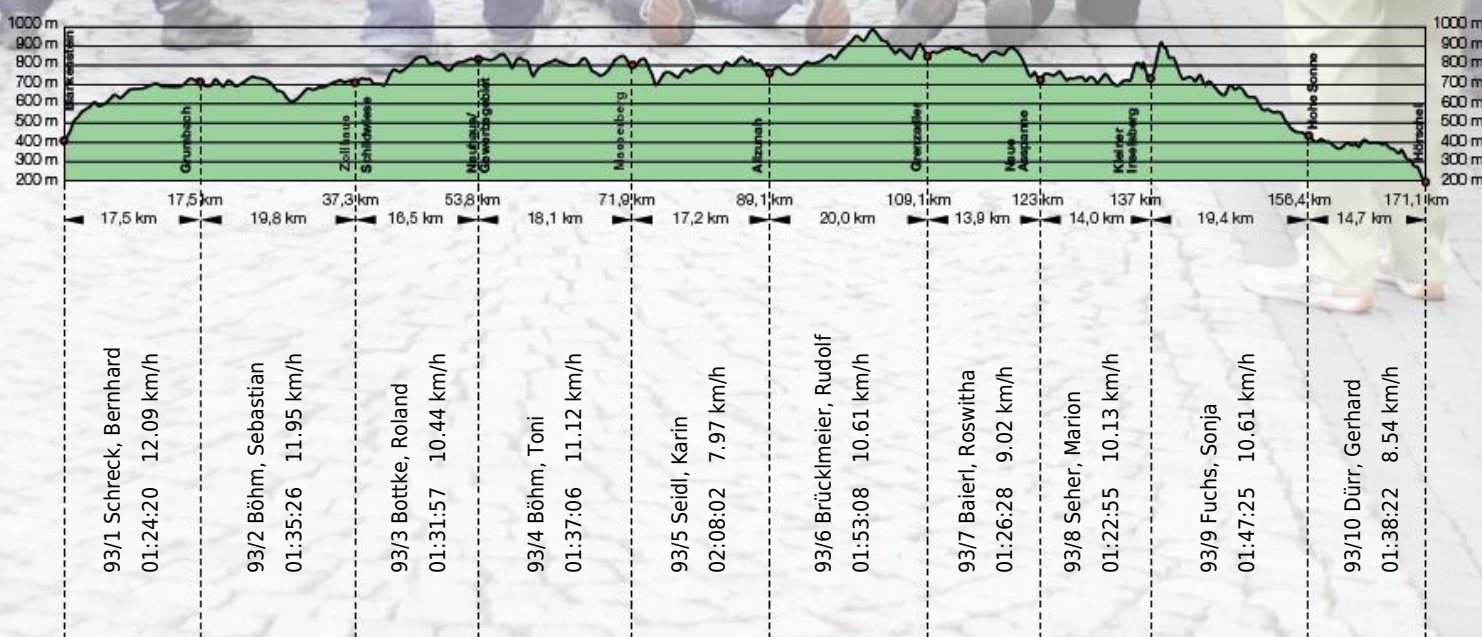 1000 m
900 m
800 m
700 m
600 m
500 m
400 m
300 m
200 m
1000 m
900 m
800 m
700 m
600 m
500 m
400 m
300 m
200 m
Blankenstein
Grumbach
Zollhaus
Schildwiese
Neuhaus/
Masserberg
Allzunah
Grenzadler
Neue
Ausspanne
Kleiner
Inselsberg
Hohe Sonne
Hörschel
17,5 km
37,3 km
53,8 km
71,9 km
89,1 km
109,1 km
123 km
137 km
156,4 km
171,1 km
17,5 km
19,8 km
16,5 km
18,1 km
17,2 km
20,0 km
13,9 km
14,0 km
19,4 km
14,7 km
93/1 Schreck, Bernhard
01:24:20 12.09 km/h
93/2 Böhm, Sebastian
01:35:26 11.95 km/h
93/3 Bottke, Roland
01:31:57 10.44 km/h
93/4 Böhm, Toni
01:37:06 11.12 km/h
93/5 Seidl, Karin
02:08:02 7.97 km/h
93/6 Brücklmeier, Rudolf
01:53:08 10.61 km/h
93/7 Baierl, Roswitha
01:26:28 9.02 km/h
93/8 Seher, Marion
01:22:55 10.13 km/h
93/9 Fuchs, Sonja
01:47:25 10.61 km/h
93/10 Dürr, Gerhard
01:38:22 8.54 km/h